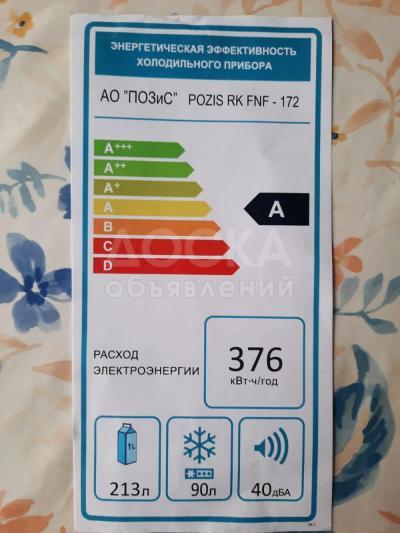 ЭНЕРГЕТИЧЕСКАЯ ЭФФЕКТИВНОСТЬ
ХОЛОДИЛЬНОГО ПРИБОРА
АО "ПОЗиС" POZIS RK FNF - 172
A+++
A++
A+
A
A
B
C
D
ДОСКА
объявлений
РАСХОД
ЭЛЕКТРОЭНЕРГИИ
376
кВт·ч/год
1L
213л
90л
40дБА